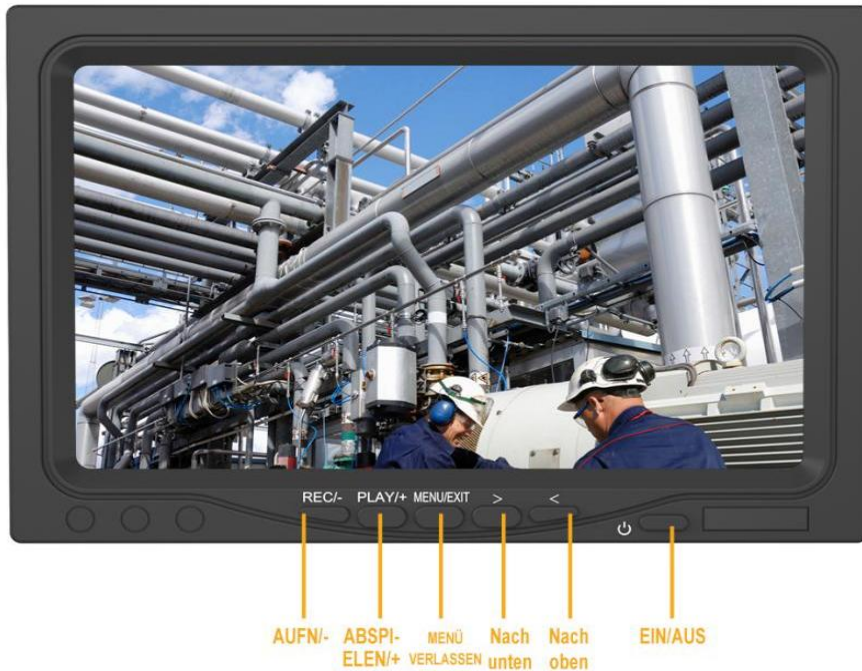 REC/- PLAY/+ MENU/EXIT > <
AUFN/- ABSPI- MENÜ Nach Nach EIN/AUS
ELEN/+ VERLASSEN unten oben